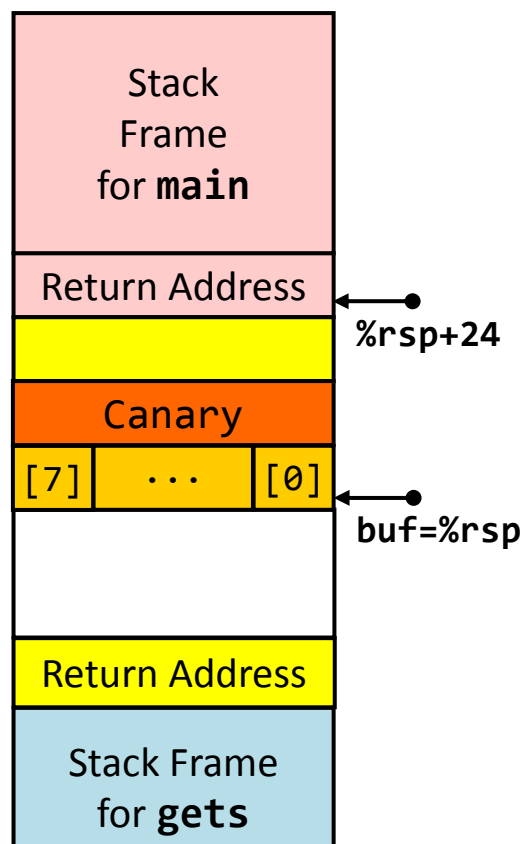 Stack
Frame
for main
Return Address
%rsp+24
Canary
[7] ... [0]
buf=%rsp
Return Address
Stack Frame
for gets